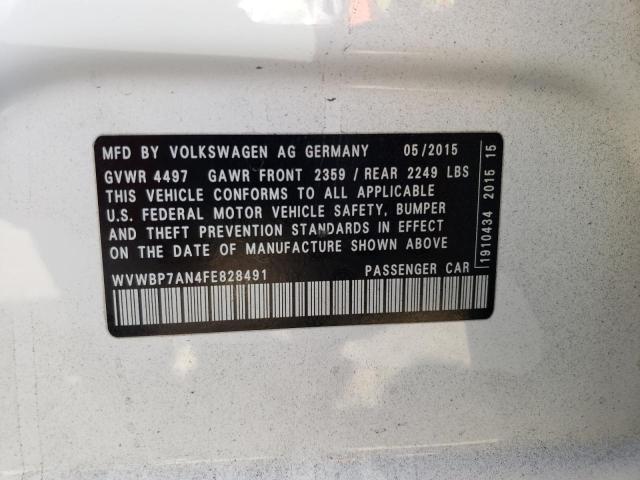 MFD BY VOLKSWAGEN AG GERMANY 05/2015
GVWR 4497 GAWR FRONT 2359 / REAR 2249 LBS
THIS VEHICLE CONFORMS TO ALL APPLICABLE
U.S. FEDERAL MOTOR VEHICLE SAFETY, BUMPER
AND THEFT PREVENTION STANDARDS IN EFFECT
ON THE DATE OF MANUFACTURE SHOWN ABOVE
WVWBP7AN4FE828491 PASSENGER CAR
1910434 2015 15